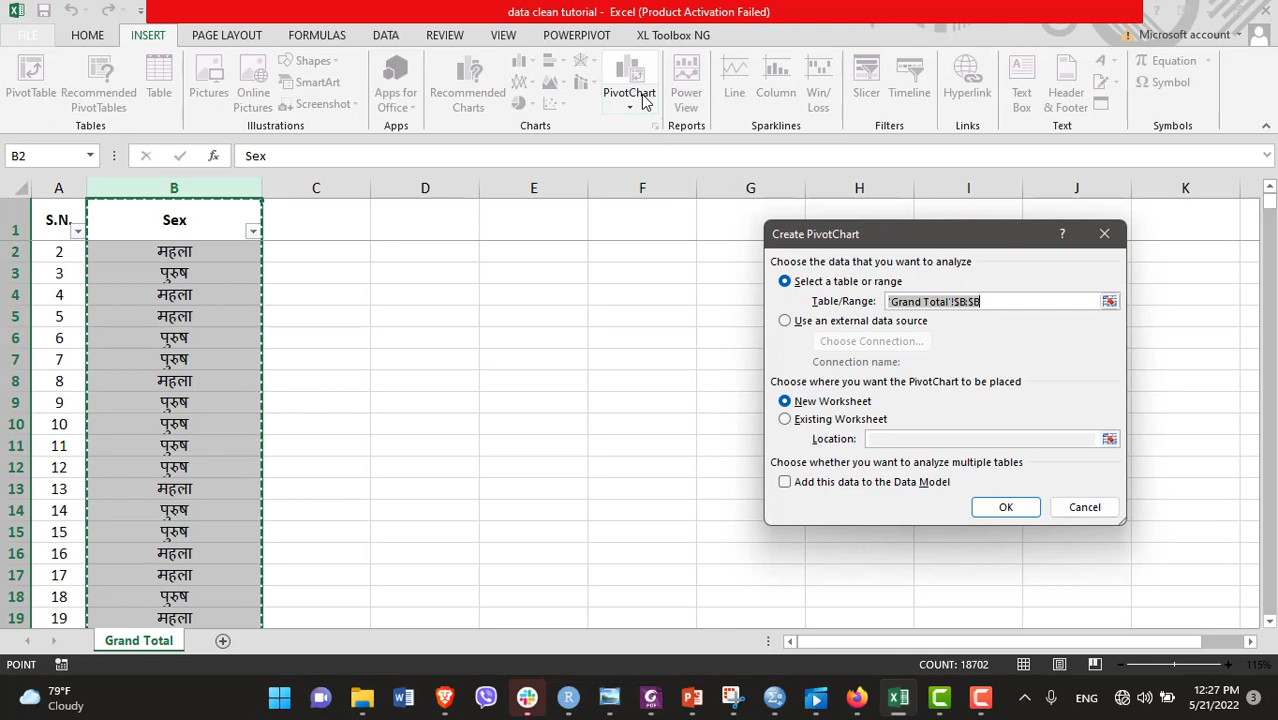 data clean tutorial - Excel (Product Activation Failed)
FILE HOME INSERT PAGE LAYOUT FORMULAS DATA REVIEW VIEW POWERPIVOT XL Toolbox NG Microsoft account
PivotTable Recommended PivotTables Table Pictures Online Pictures Shapes SmartArt Screenshot Apps for Office Recommended Charts PivotChart Power View Line Column Win/Loss Slicer Timeline Hyperlink Text Box Header & Footer Equation Symbol
Tables Illustrations Apps Charts Reports Sparklines Filters Links Text Symbols
B2 fx Sex
A B C D E F G H I J K
1 S.N. Sex
2 2 महला
3 3 पुरुष
4 4 महला
5 5 महला
6 6 पुरुष
7 7 पुरुष
8 8 महला
9 9 पुरुष
10 10 पुरुष
11 11 पुरुष
12 12 पुरुष
13 13 महला
14 14 पुरुष
15 15 पुरुष
16 16 महला
17 17 महला
18 18 पुरुष
19 19 महला
Create PivotChart ?
Choose the data that you want to analyze
Select a table or range
Table/Range: 'Grand Total'!$B:$B
Use an external data source
Choose Connection...
Connection name:
Choose where you want the PivotChart to be placed
New Worksheet
Existing Worksheet
Location:
Choose whether you want to analyze multiple tables
Add this data to the Data Model
OK Cancel
Grand Total
POINT COUNT: 18702 115%
79°F
Cloudy
ENG
12:27 PM
5/21/2022